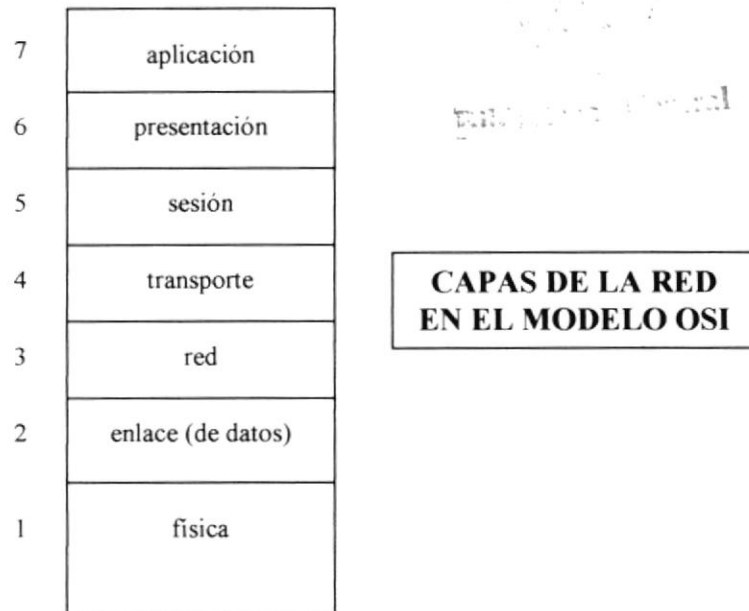 7 aplicación
6 presentación
5 sesión
4 transporte
CAPAS DE LA RED
EN EL MODELO OSI
3 red
2 enlace (de datos)
1 física